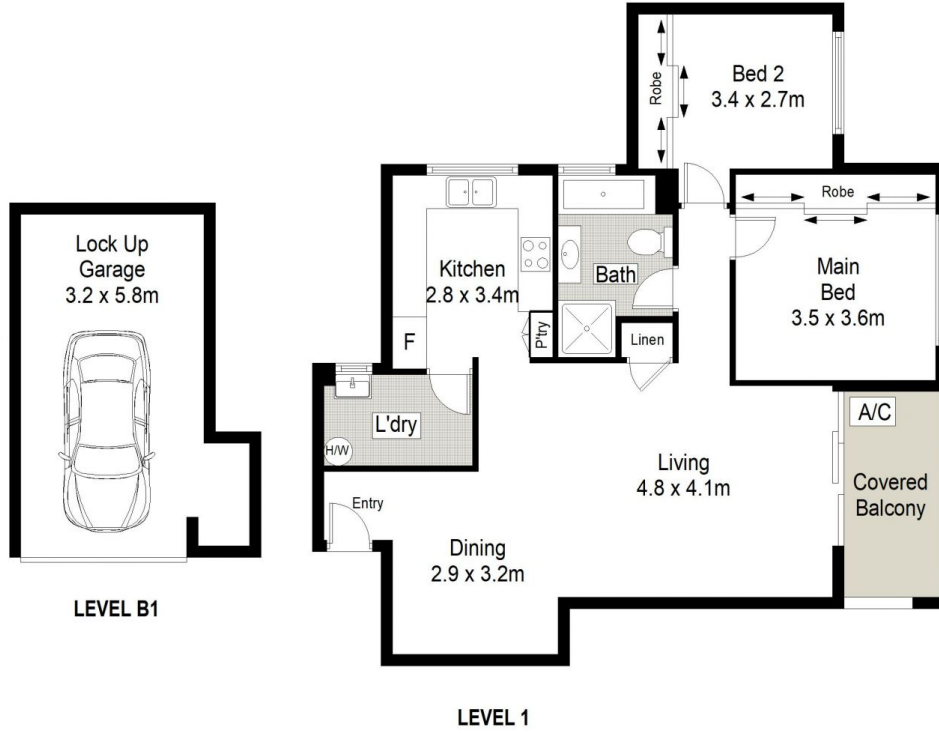 Lock Up
Garage
3.2 x 5.8m
LEVEL B1
Robe
Bed 2
3.4 x 2.7m
Robe
Main
Bed
3.5 x 3.6m
Kitchen
2.8 x 3.4m
Bath
F
P'try
Linen
L'dry
H/W
Entry
Dining
2.9 x 3.2m
Living
4.8 x 4.1m
A/C
Covered
Balcony
LEVEL 1